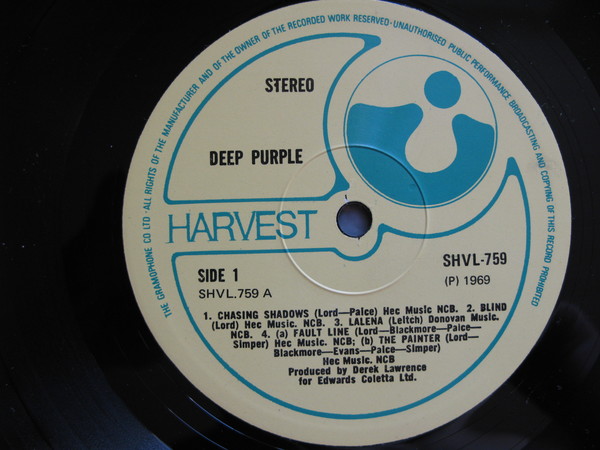 THE GRAMOPHONE CO LTD · ALL RIGHTS OF THE MANUFACTURER AND OF THE OWNER OF THE RECORDED WORK RESERVED · UNAUTHORISED PUBLIC PERFORMANCE BROADCASTING AND COPYING OF THIS RECORD PROHIBITED
STEREO
DEEP PURPLE
HARVEST
SIDE 1
SHVL.759 A
SHVL-759
(P) 1969
1. CHASING SHADOWS (Lord—Paice) Hec Music NCB. 2. BLIND
(Lord) Hec Music. NCB. 3. LALENA (Leitch) Donovan Music.
NCB. 4. (a) FAULT LINE (Lord—Blackmore—Paice—
Simper) Hec Music. NCB; (b) THE PAINTER (Lord—
Blackmore—Evans—Paice—Simper)
Hec Music. NCB
Produced by Derek Lawrence
for Edwards Coletta Ltd.